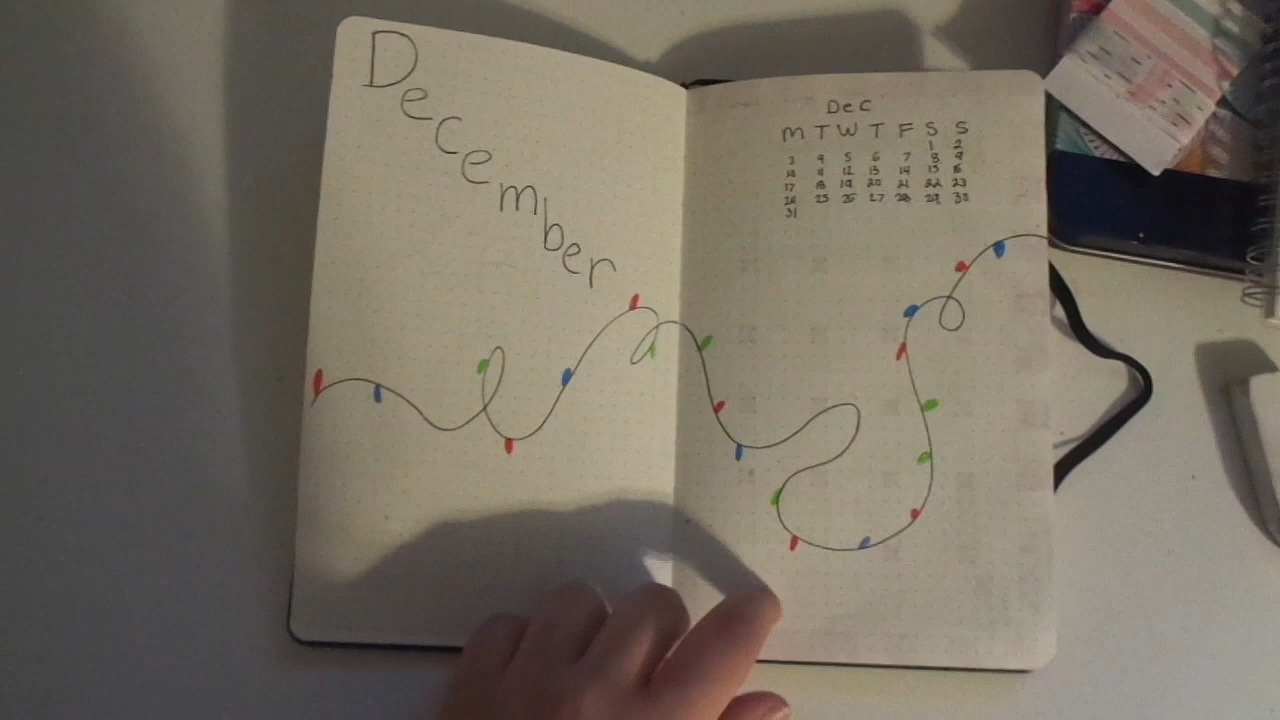 December
Dec
M T W T F S S
1 2
3 4 5 6 7 8 9
10 11 12 13 14 15 16
17 18 19 20 21 22 23
24 25 26 27 28 29 30
31